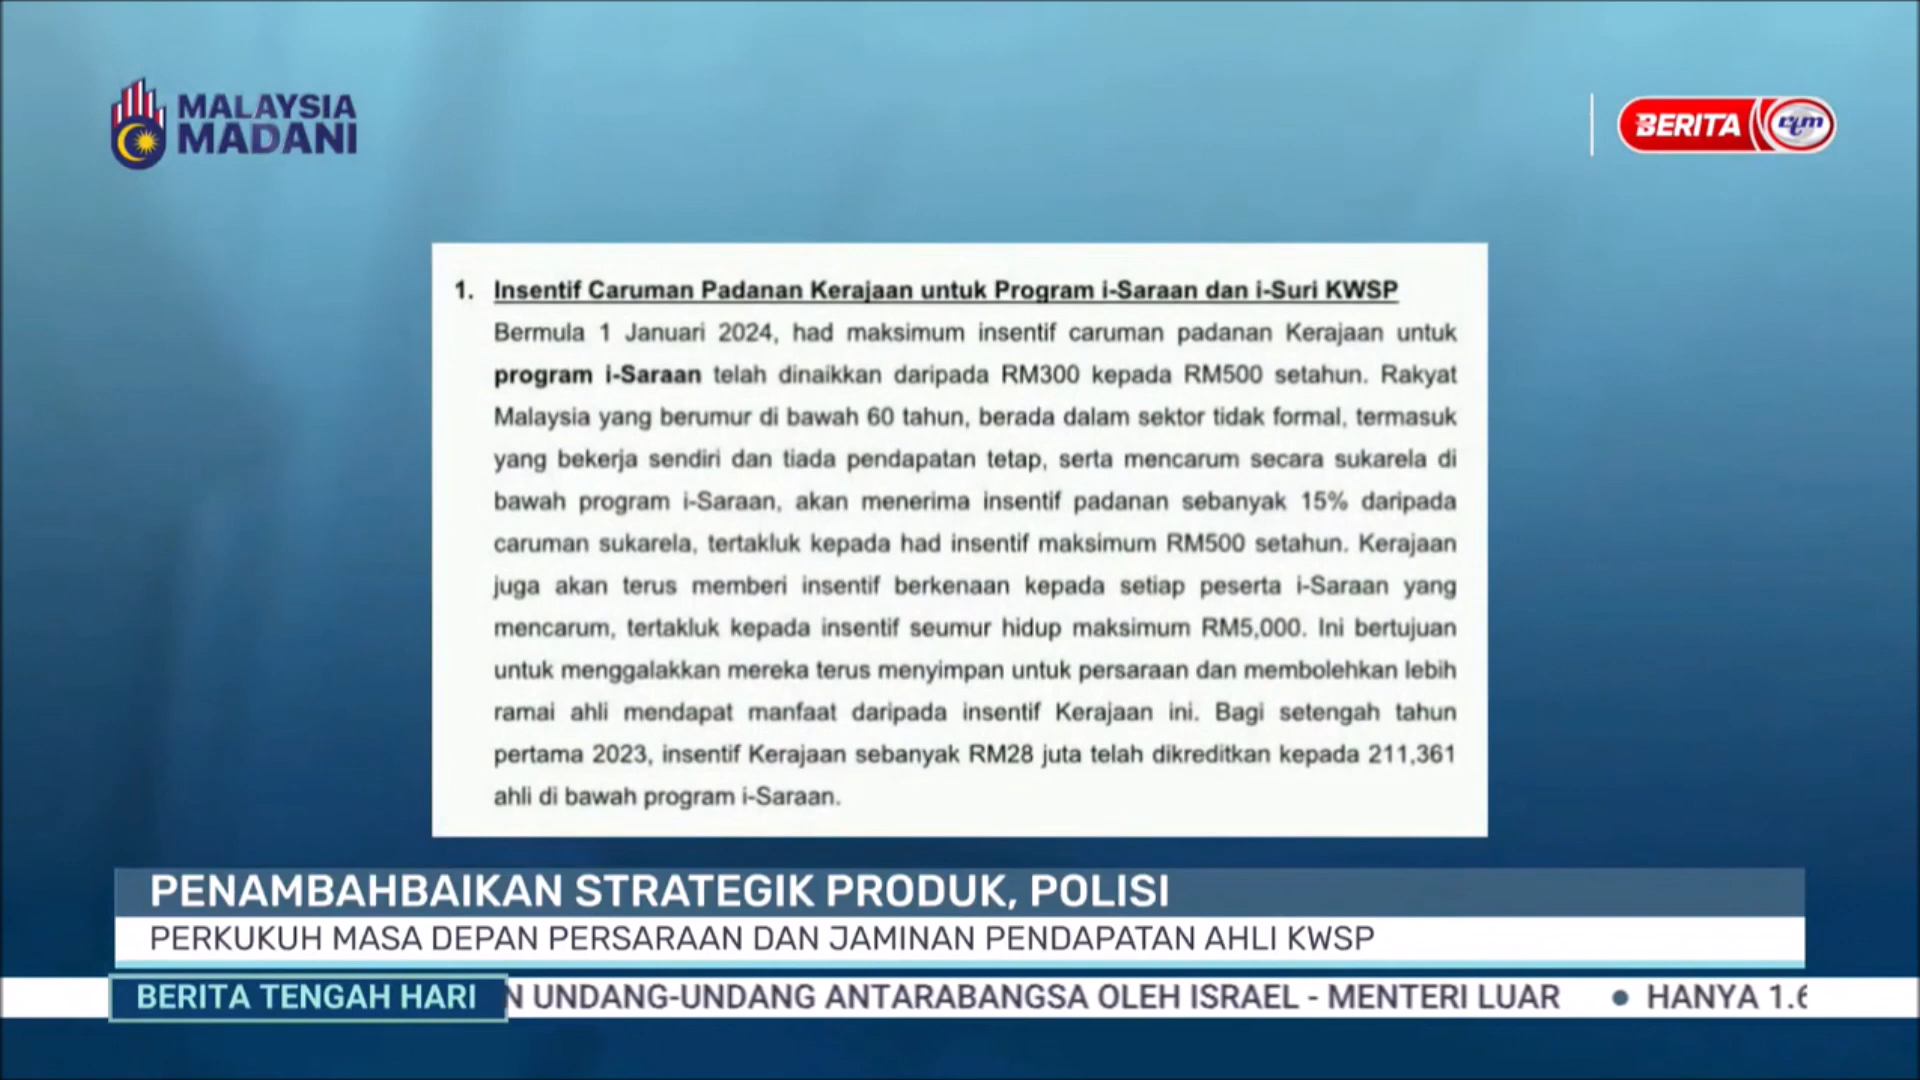 MALAYSIA
MADANI
BERITA rtm
1. Insentif Caruman Padanan Kerajaan untuk Program i-Saraan dan i-Suri KWSP
Bermula 1 Januari 2024, had maksimum insentif caruman padanan Kerajaan untuk
program i-Saraan telah dinaikkan daripada RM300 kepada RM500 setahun. Rakyat
Malaysia yang berumur di bawah 60 tahun, berada dalam sektor tidak formal, termasuk
yang bekerja sendiri dan tiada pendapatan tetap, serta mencarum secara sukarela di
bawah program i-Saraan, akan menerima insentif padanan sebanyak 15% daripada
caruman sukarela, tertakluk kepada had insentif maksimum RM500 setahun. Kerajaan
juga akan terus memberi insentif berkenaan kepada setiap peserta i-Saraan yang
mencarum, tertakluk kepada insentif seumur hidup maksimum RM5,000. Ini bertujuan
untuk menggalakkan mereka terus menyimpan untuk persaraan dan membolehkan lebih
ramai ahli mendapat manfaat daripada insentif Kerajaan ini. Bagi setengah tahun
pertama 2023, insentif Kerajaan sebanyak RM28 juta telah dikreditkan kepada 211,361
ahli di bawah program i-Saraan.
PENAMBAHBAIKAN STRATEGIK PRODUK, POLISI
PERKUKUH MASA DEPAN PERSARAAN DAN JAMINAN PENDAPATAN AHLI KWSP
BERITA TENGAH HARI N UNDANG-UNDANG ANTARABANGSA OLEH ISRAEL - MENTERI LUAR ● HANYA 1.6